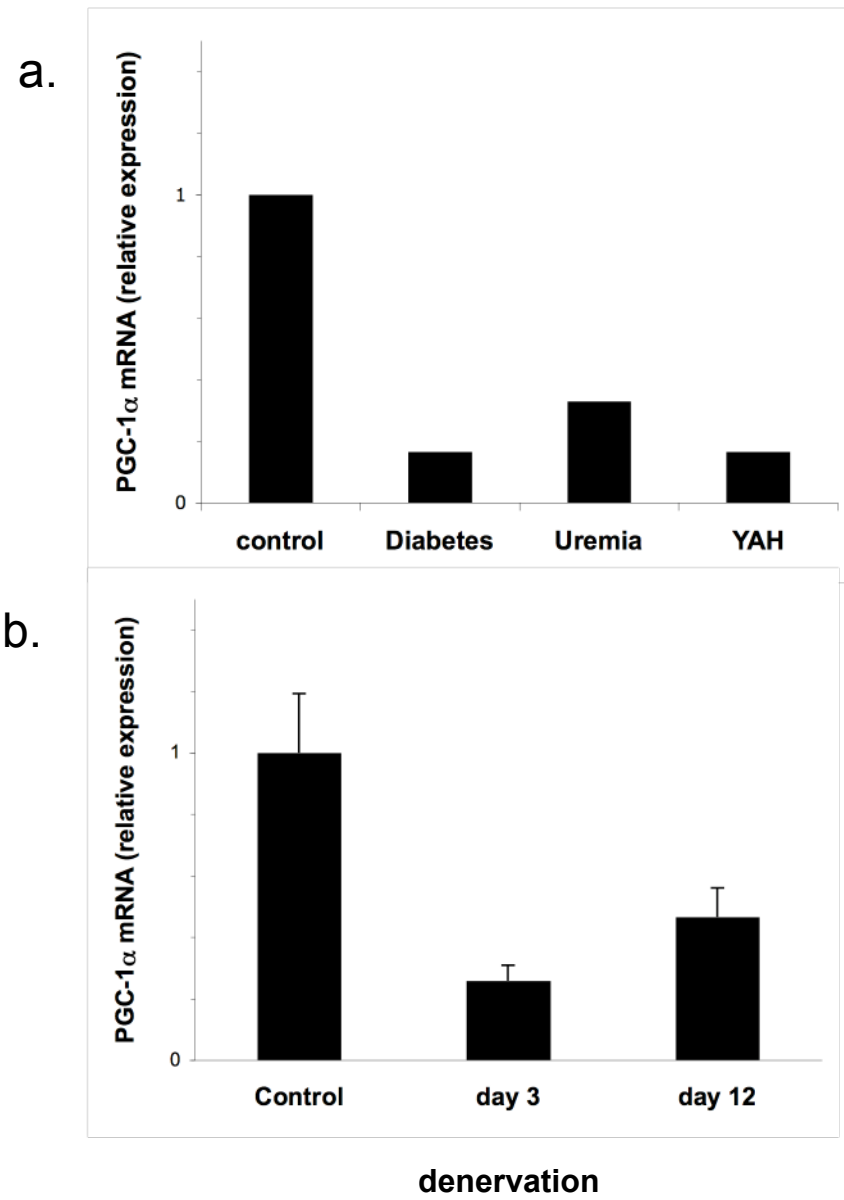 a.
PGC-1α mRNA (relative expression)
1
0
control Diabetes Uremia YAH
b.
PGC-1α mRNA (relative expression)
1
0
Control day 3 day 12
denervation